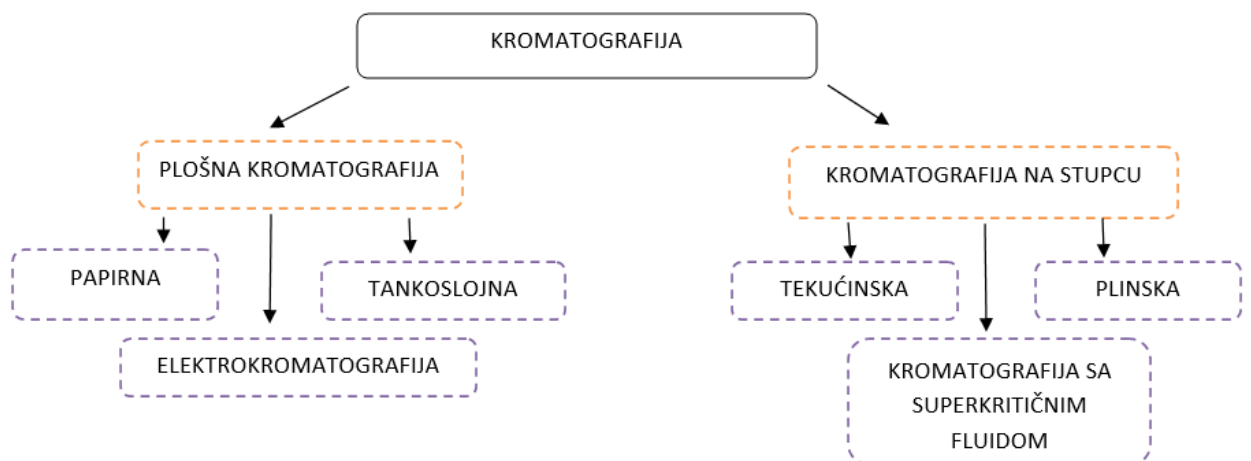 KROMATOGRAFIJA
PLOŠNA KROMATOGRAFIJA
KROMATOGRAFIJA NA STUPCU
PAPIRNA
TANKOSLOJNA
TEKUĆINSKA
PLINSKA
ELEKTROKROMATOGRAFIJA
KROMATOGRAFIJA SA
SUPERKRITIČNIM
FLUIDOM